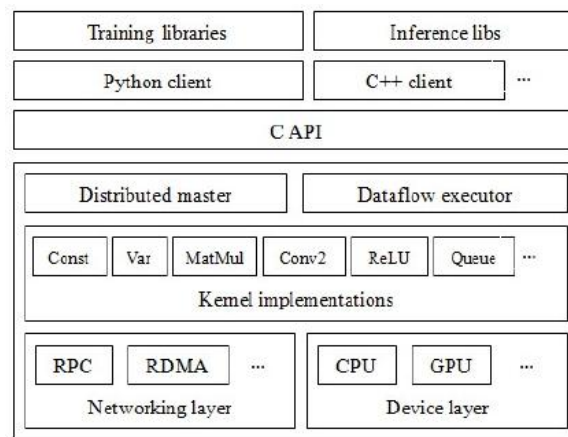 Training libraries Inference libs
Python client C++ client ...
C API
Distributed master Dataflow executor
Const Var MatMul Conv2 ReLU Queue ...
Kernel implementations
RPC RDMA ... CPU GPU ...
Networking layer Device layer